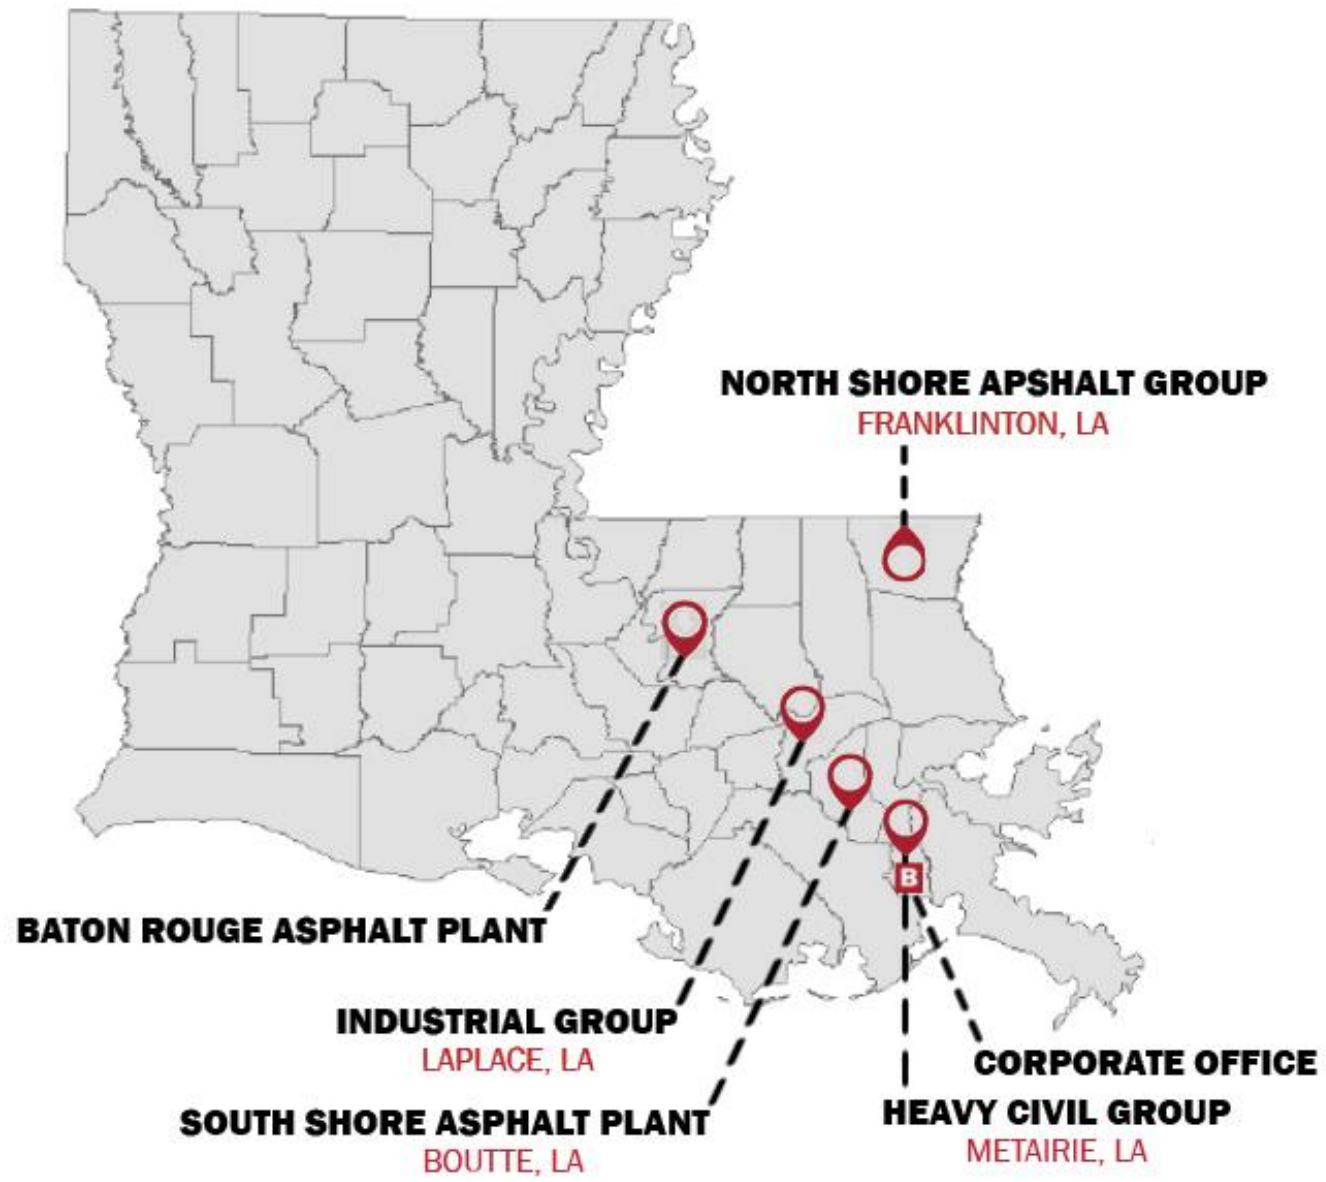 NORTH SHORE APSHALT GROUP
FRANKLINTON, LA
B
BATON ROUGE ASPHALT PLANT
INDUSTRIAL GROUP
LAPLACE, LA
CORPORATE OFFICE
SOUTH SHORE ASPHALT PLANT
BOUTTE, LA
HEAVY CIVIL GROUP
METAIRIE, LA